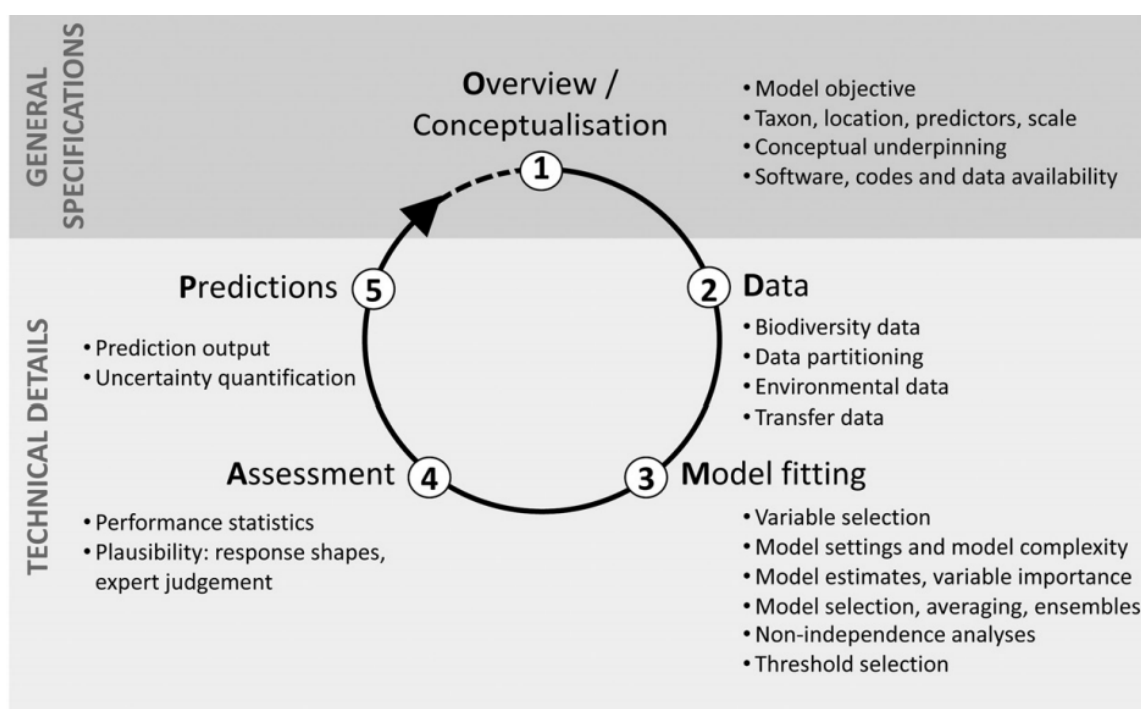 GENERAL
SPECIFICATIONS
Overview /
Conceptualisation
• Model objective
• Taxon, location, predictors, scale
• Conceptual underpinning
• Software, codes and data availability
1
TECHNICAL DETAILS
Predictions
5
• Prediction output
• Uncertainty quantification
2
Data
• Biodiversity data
• Data partitioning
• Environmental data
• Transfer data
Assessment
4
• Performance statistics
• Plausibility: response shapes,
expert judgement
3
Model fitting
• Variable selection
• Model settings and model complexity
• Model estimates, variable importance
• Model selection, averaging, ensembles
• Non-independence analyses
• Threshold selection